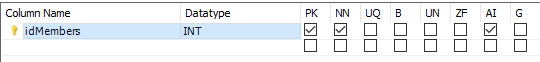 Column Name Datatype PK NN UQ B UN ZF AI G
idMembers INT